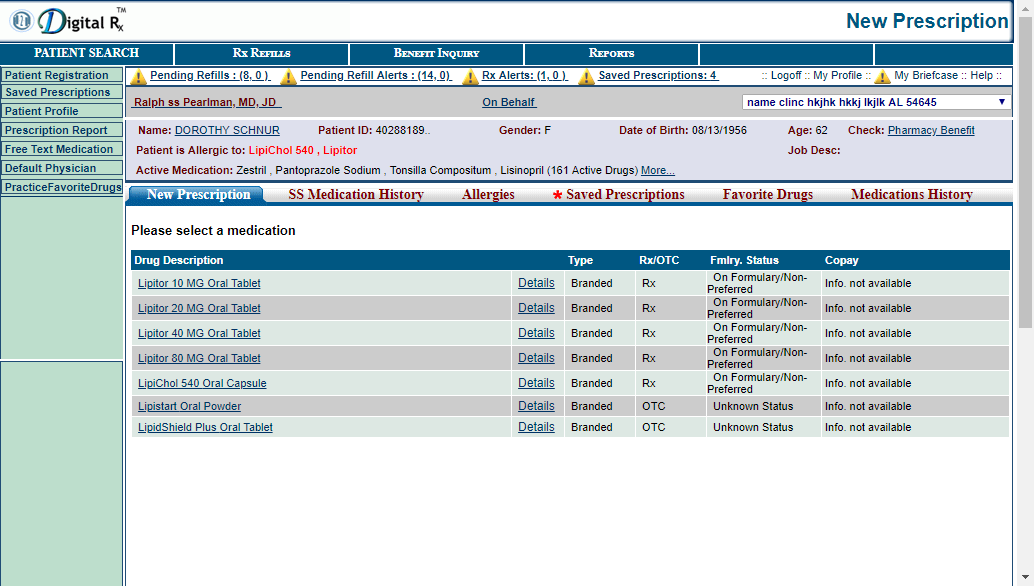 Digital Rx TM
New Prescription
PATIENT SEARCH Rx REFILLS BENEFIT INQUIRY REPORTS
Patient Registration
Saved Prescriptions
Patient Profile
Prescription Report
Free Text Medication
Default Physician
PracticeFavoriteDrugs
Pending Refills : (8, 0 ) Pending Refill Alerts : (14, 0) Rx Alerts: (1, 0 ) Saved Prescriptions: 4 :: Logoff :: My Profile :: My Briefcase :: Help ::
Ralph ss Pearlman, MD, JD On Behalf name clinc hkjhk hkkj lkjlk AL 54645
Name: DOROTHY SCHNUR Patient ID: 40288189.. Gender: F Date of Birth: 08/13/1956 Age: 62 Check: Pharmacy Benefit
Patient is Allergic to: LipiChol 540 , Lipitor Job Desc:
Active Medication: Zestril , Pantoprazole Sodium , Tonsilla Compositum , Lisinopril (161 Active Drugs) More...
New Prescription SS Medication History Allergies * Saved Prescriptions Favorite Drugs Medications History
Please select a medication
Drug Description Type Rx/OTC Fmlry. Status Copay
Lipitor 10 MG Oral Tablet Details Branded Rx On Formulary/Non-Preferred Info. not available
Lipitor 20 MG Oral Tablet Details Branded Rx On Formulary/Non-Preferred Info. not available
Lipitor 40 MG Oral Tablet Details Branded Rx On Formulary/Non-Preferred Info. not available
Lipitor 80 MG Oral Tablet Details Branded Rx On Formulary/Non-Preferred Info. not available
LipiChol 540 Oral Capsule Details Branded Rx On Formulary/Non-Preferred Info. not available
Lipistart Oral Powder Details Branded OTC Unknown Status Info. not available
LipidShield Plus Oral Tablet Details Branded OTC Unknown Status Info. not available